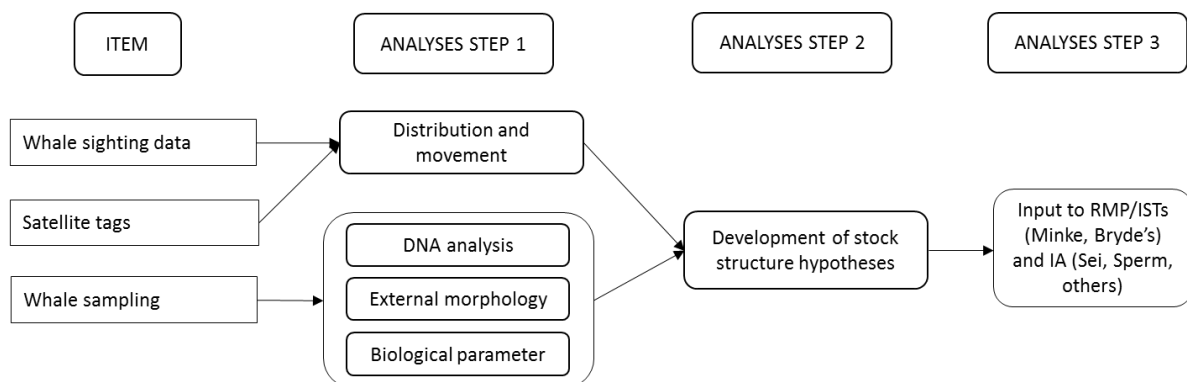 ITEM
ANALYSES STEP 1
ANALYSES STEP 2
ANALYSES STEP 3
Whale sighting data
Satellite tags
Whale sampling
Distribution and
movement
DNA analysis
External morphology
Biological parameter
Development of stock
structure hypotheses
Input to RMP/ISTs
(Minke, Bryde’s)
and IA (Sei, Sperm,
others)